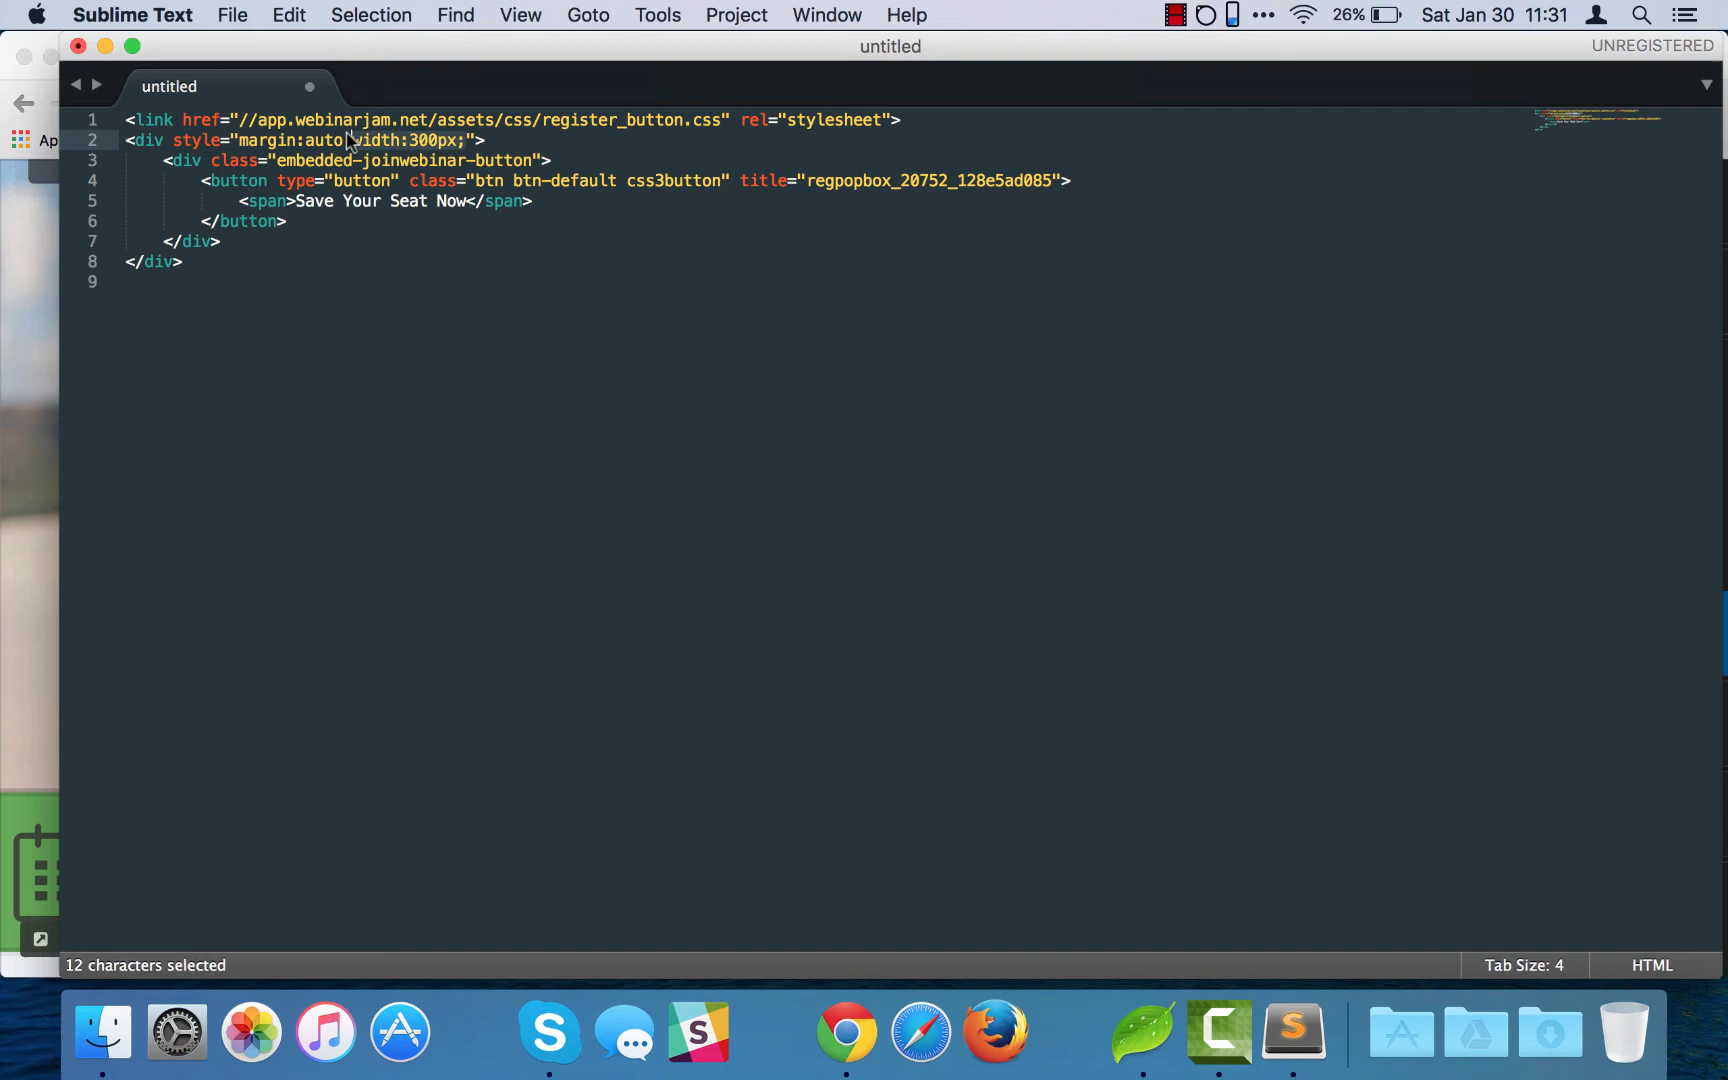 Sublime Text File Edit Selection Find View Goto Tools Project Window Help 26% Sat Jan 30 11:31
untitled UNREGISTERED
untitled
Ap
1 <link href="//app.webinarjam.net/assets/css/register_button.css" rel="stylesheet">
2 <div style="margin:auto width:300px;">
3 <div class="embedded-joinwebinar-button">
4 <button type="button" class="btn btn-default css3button" title="regpopbox_20752_128e5ad085">
5 <span>Save Your Seat Now</span>
6 </button>
7 </div>
8 </div>
9
12 characters selected Tab Size: 4 HTML